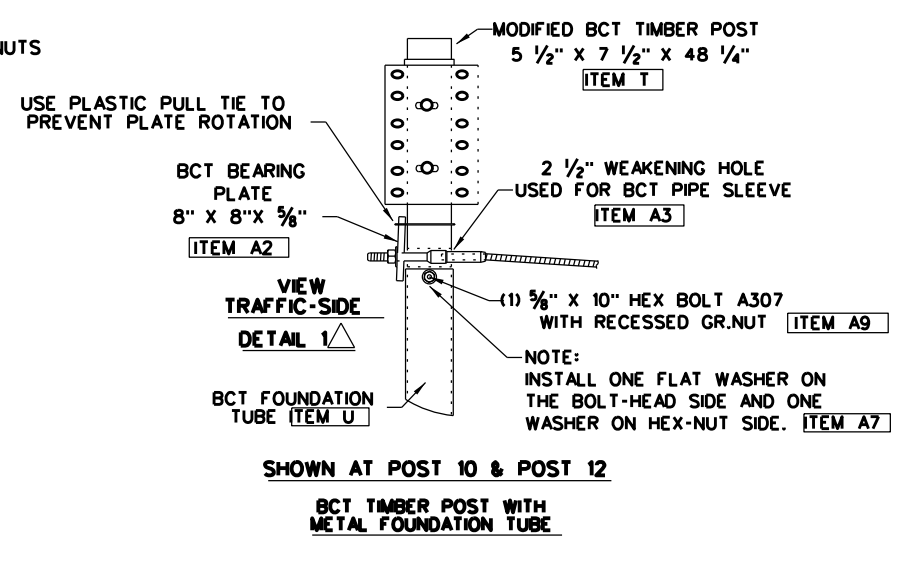 NUTS
MODIFIED BCT TIMBER POST
5 ½" X 7 ½" X 48 ¼"
ITEM T
USE PLASTIC PULL TIE TO
PREVENT PLATE ROTATION
BCT BEARING
PLATE
8" X 8"X ⅝"
ITEM A2
2 ½" WEAKENING HOLE
USED FOR BCT PIPE SLEEVE
ITEM A3
VIEW
TRAFFIC-SIDE
DETAIL 1
(1) ⅝" X 10" HEX BOLT A307
WITH RECESSED GR.NUT ITEM A9
NOTE:
INSTALL ONE FLAT WASHER ON
THE BOLT-HEAD SIDE AND ONE
WASHER ON HEX-NUT SIDE. ITEM A7
BCT FOUNDATION
TUBE ITEM U
SHOWN AT POST 10 & POST 12
BCT TIMBER POST WITH
METAL FOUNDATION TUBE